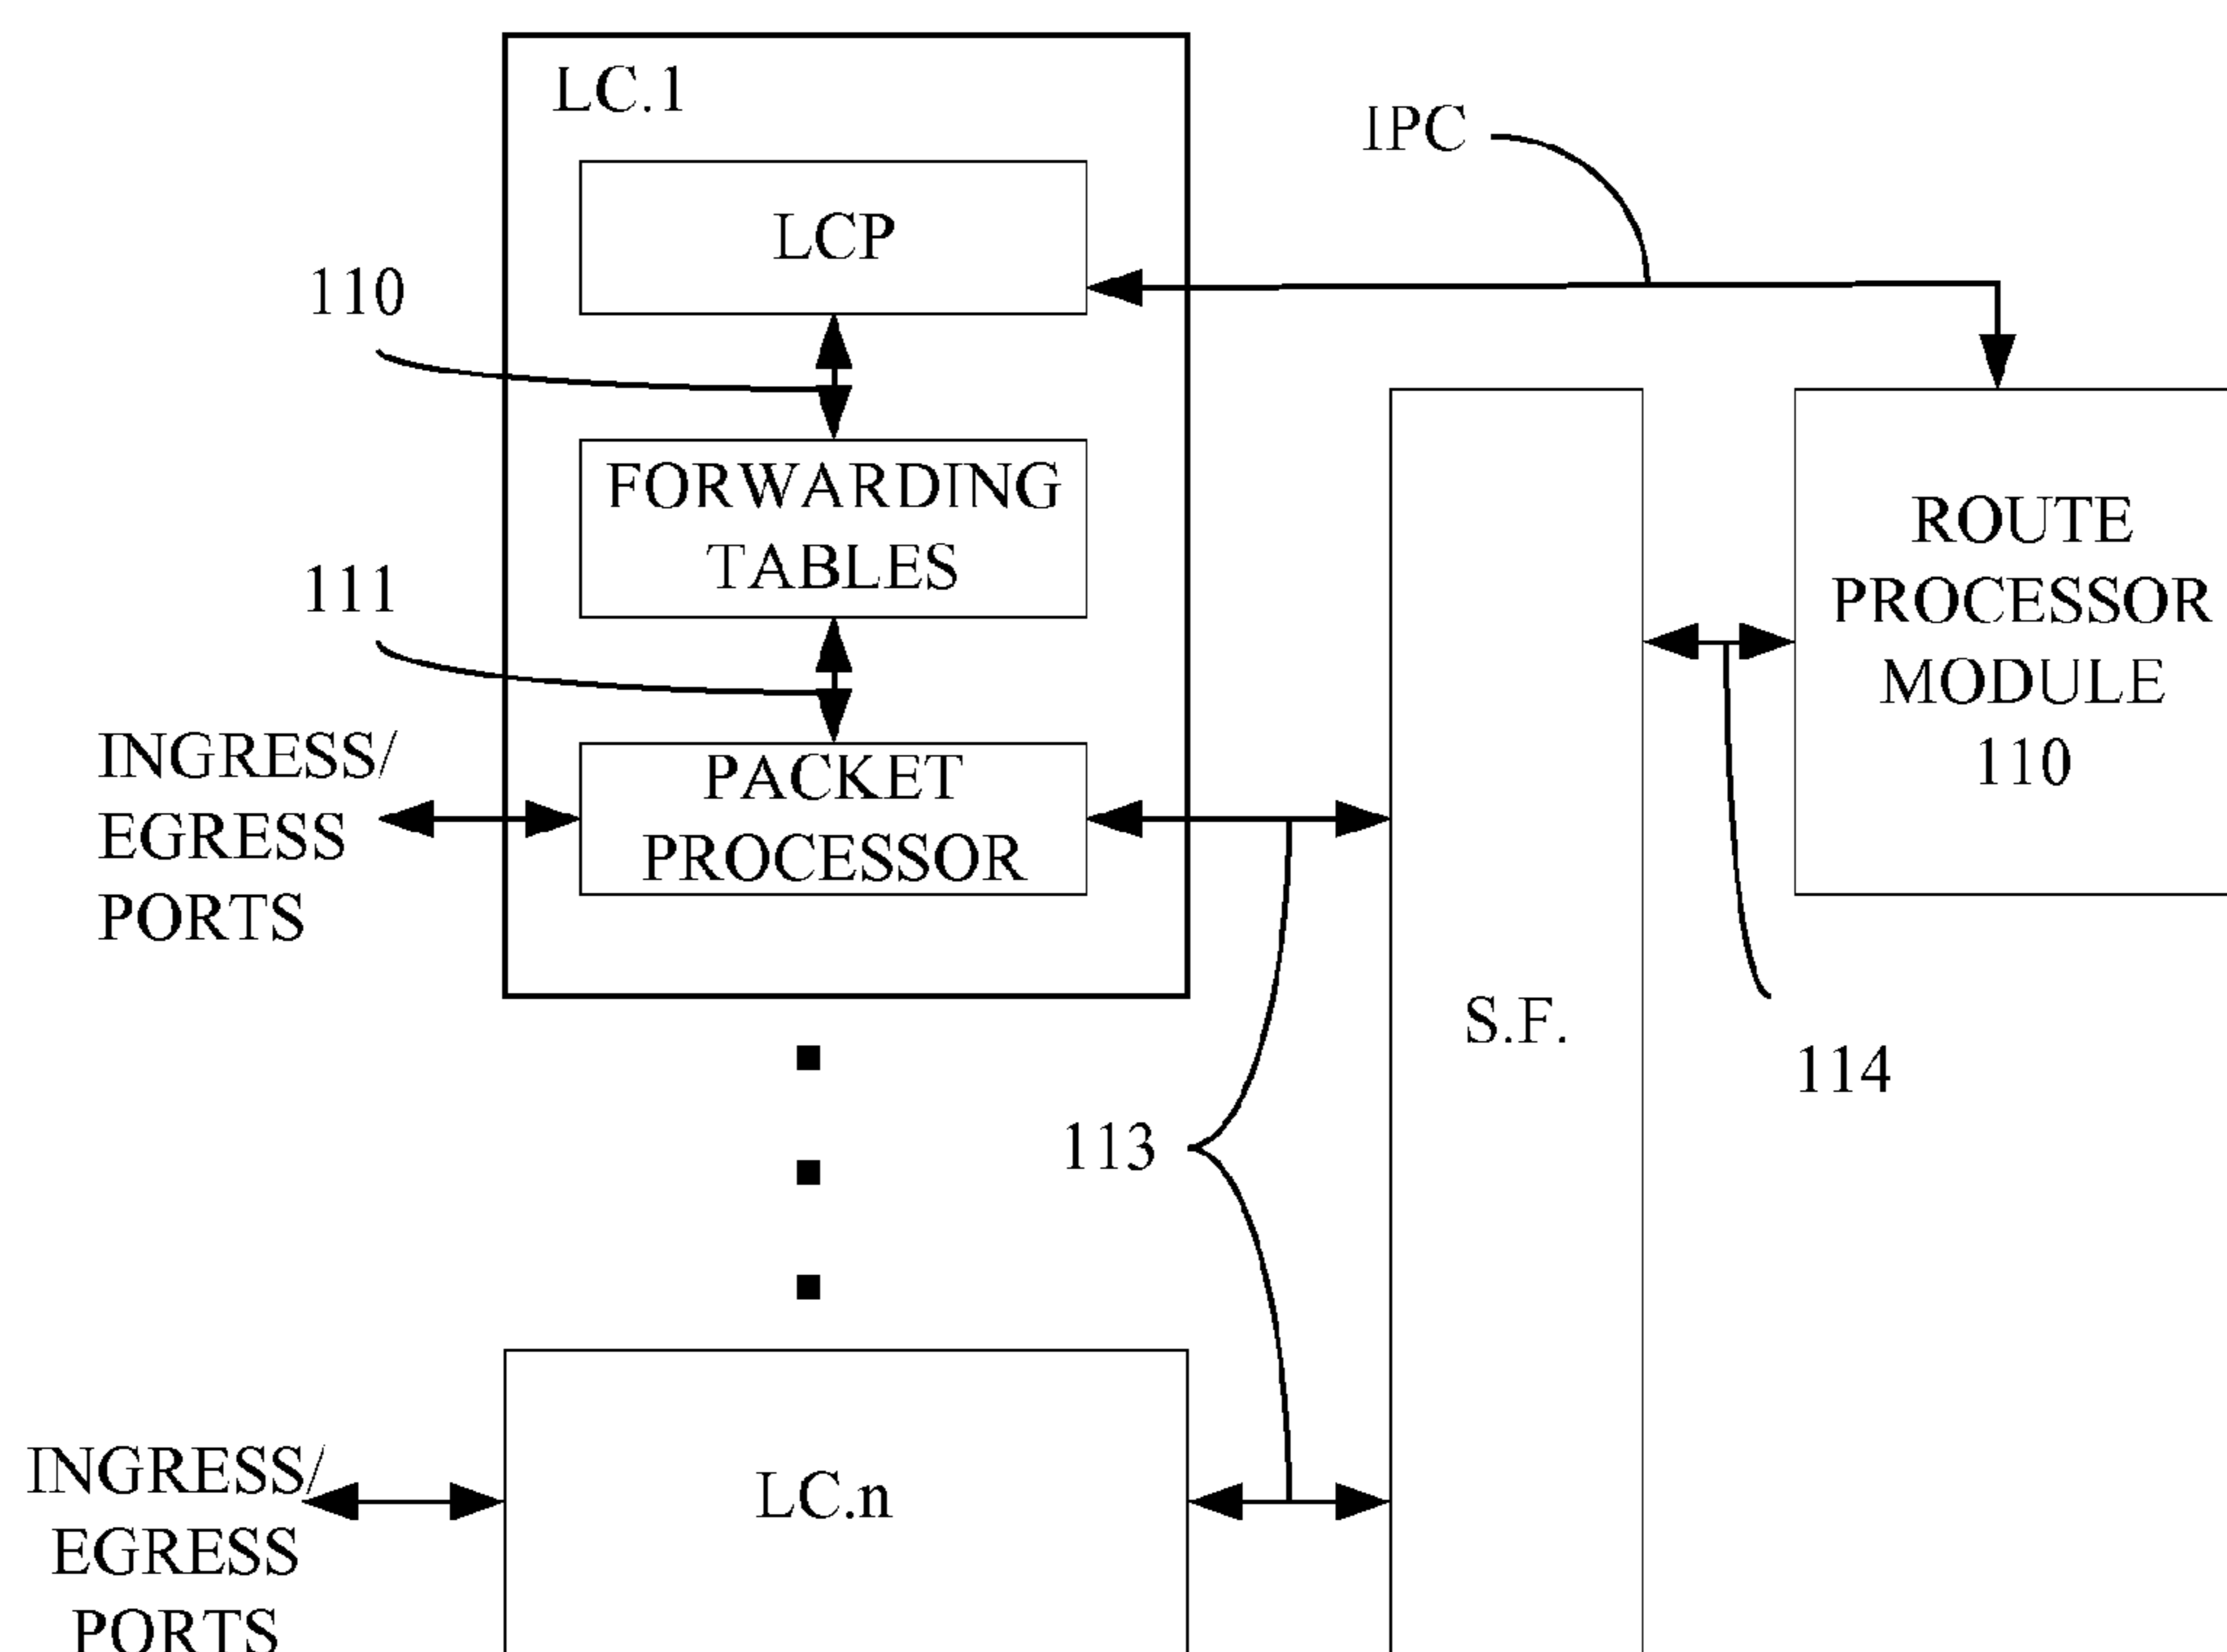 LC.1
IPC
LCP
110
FORWARDING
TABLES
ROUTE
PROCESSOR
MODULE
110
111
INGRESS/
EGRESS
PORTS
PACKET
PROCESSOR
S.F.
114
113
INGRESS/
EGRESS
PORTS
LC.n